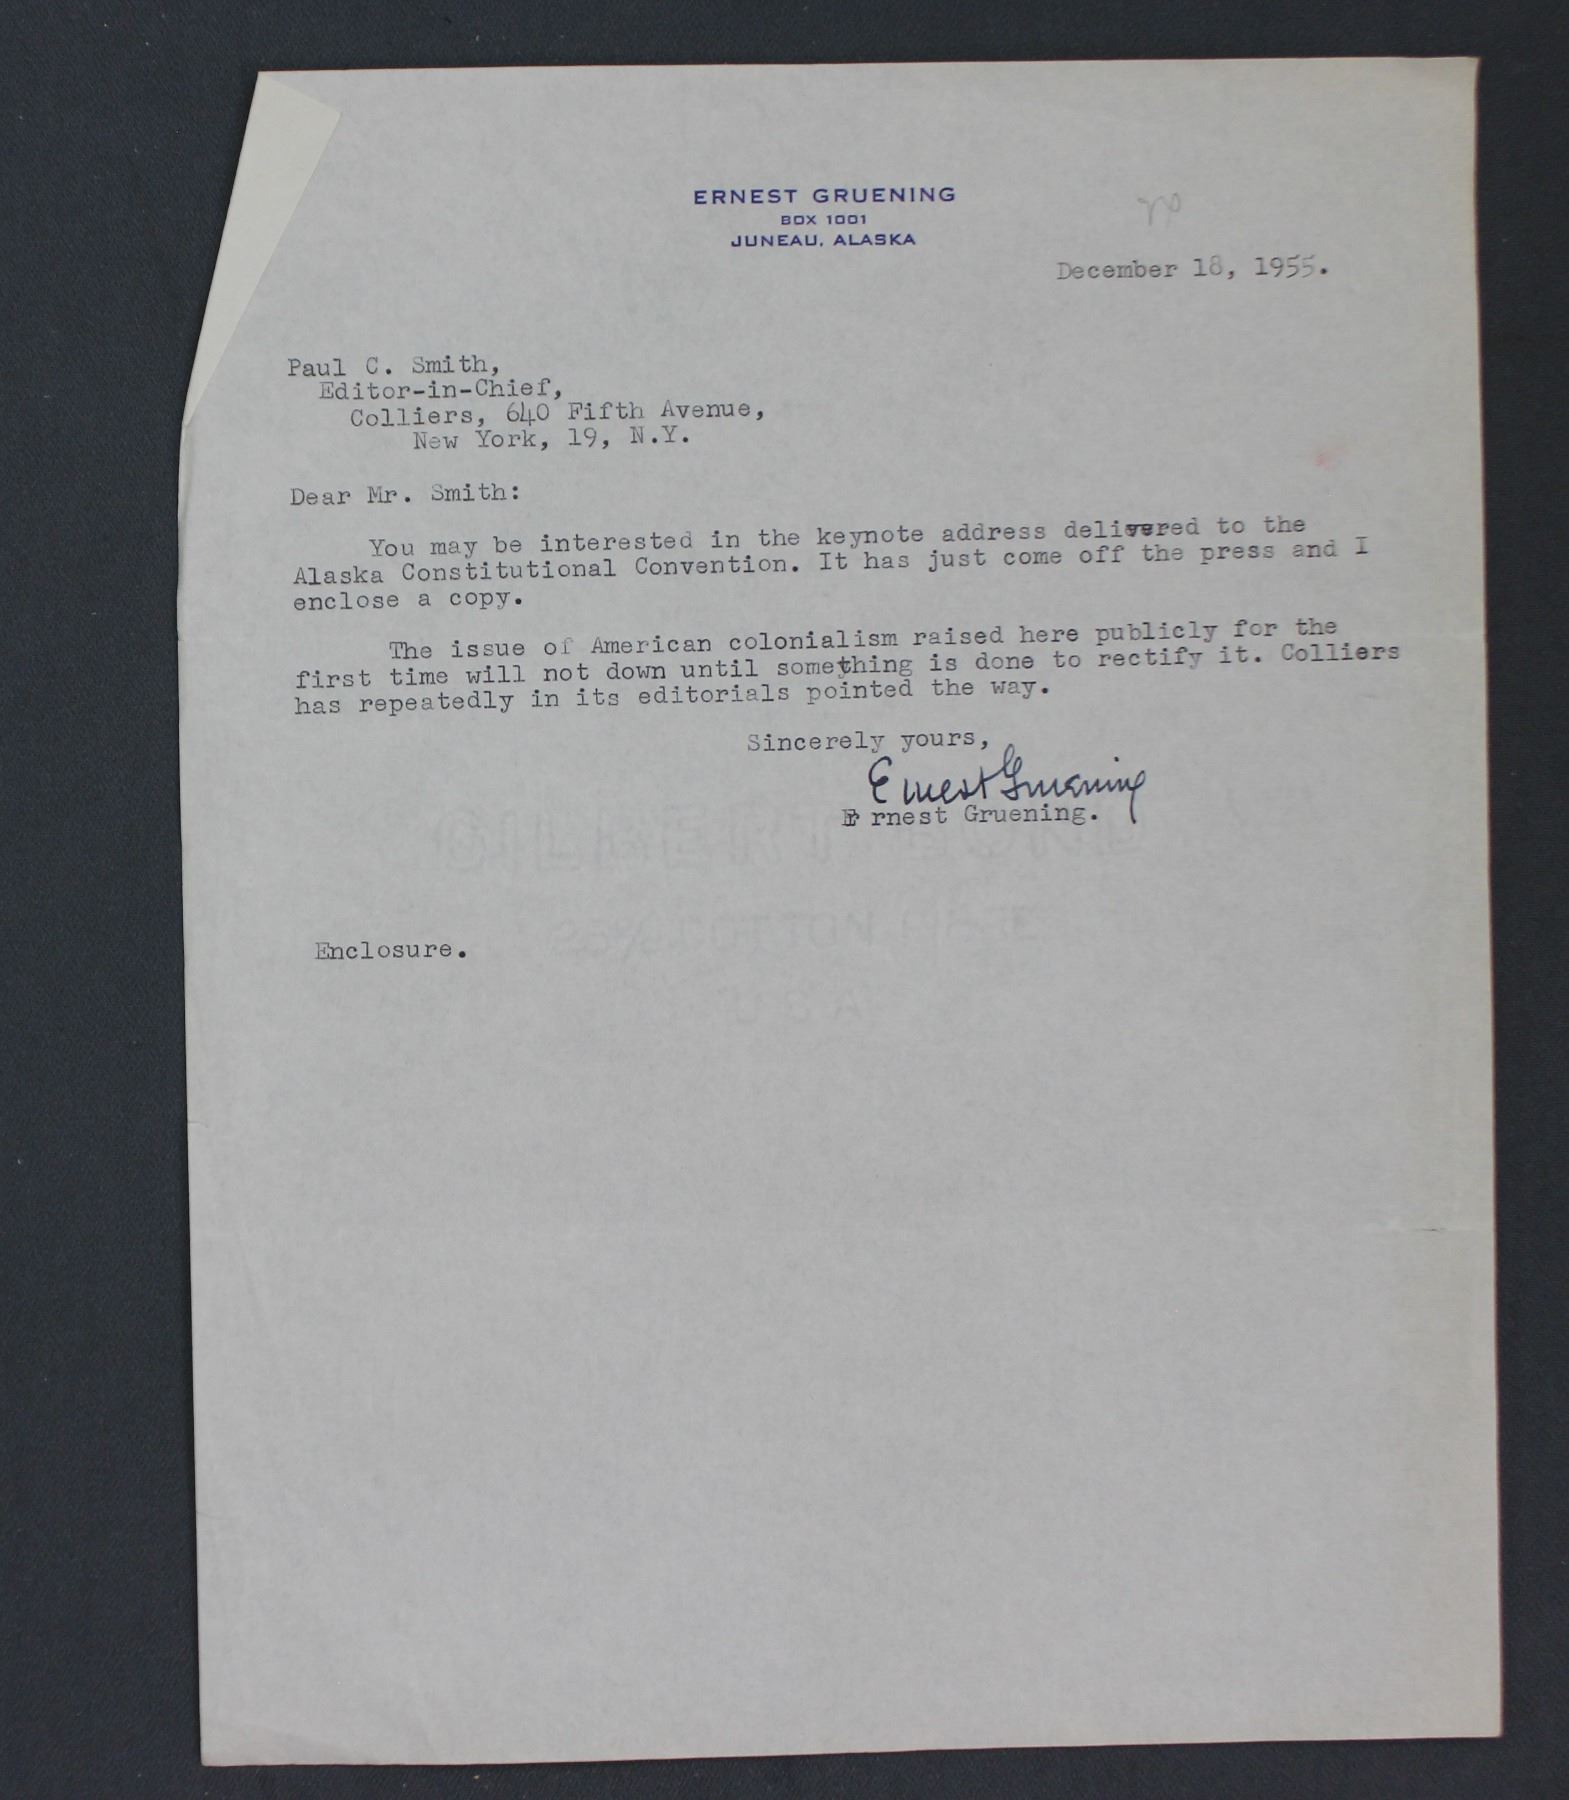 ERNEST GRUENING
BOX 1001
JUNEAU, ALASKA
December 18, 1955.
Paul C. Smith,
Editor-in-Chief,
Colliers, 640 Fifth Avenue,
New York, 19, N.Y.
Dear Mr. Smith:
You may be interested in the keynote address delivered to the
Alaska Constitutional Convention. It has just come off the press and I
enclose a copy.
The issue of American colonialism raised here publicly for the
first time will not down until something is done to rectify it. Colliers
has repeatedly in its editorials pointed the way.
Sincerely yours,
Ernest Gruening
Ernest Gruening.
Enclosure.